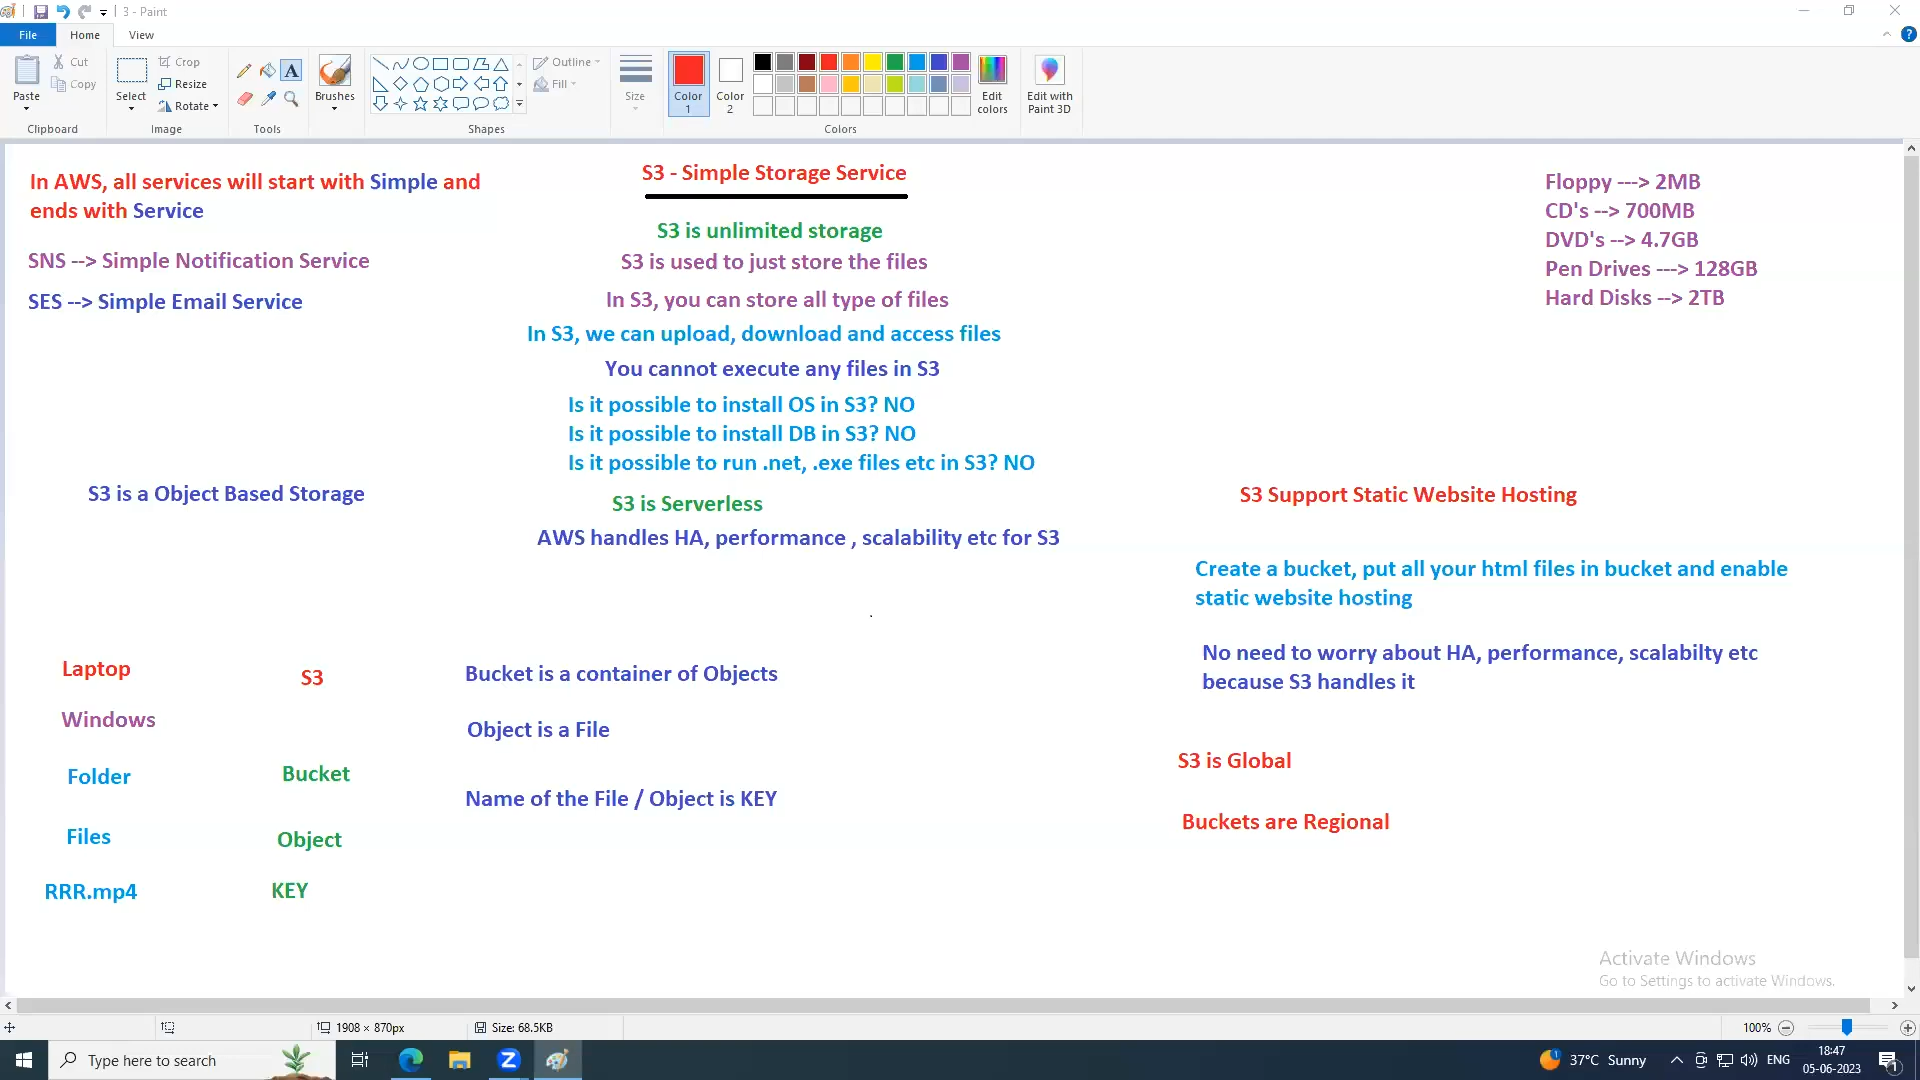 3 - Paint
File
Home
View
Paste
Cut
Copy
Clipboard
Select
Crop
Resize
Rotate
Image
A
Tools
Brushes
Shapes
Outline
Fill
Size
Color
1
Color
2
Colors
Edit
colors
Edit with
Paint 3D
In AWS, all services will start with Simple and
ends with Service
SNS --> Simple Notification Service
SES --> Simple Email Service
S3 - Simple Storage Service
S3 is unlimited storage
S3 is used to just store the files
In S3, you can store all type of files
In S3, we can upload, download and access files
You cannot execute any files in S3
Is it possible to install OS in S3? NO
Is it possible to install DB in S3? NO
Is it possible to run .net, .exe files etc in S3? NO
S3 is Serverless
AWS handles HA, performance , scalability etc for S3
Floppy ---> 2MB
CD's --> 700MB
DVD's --> 4.7GB
Pen Drives ---> 128GB
Hard Disks --> 2TB
S3 is a Object Based Storage
S3 Support Static Website Hosting
Create a bucket, put all your html files in bucket and enable
static website hosting
No need to worry about HA, performance, scalabilty etc
because S3 handles it
S3 is Global
Buckets are Regional
Laptop
S3
Windows
Folder
Bucket
Files
Object
RRR.mp4
KEY
Bucket is a container of Objects
Object is a File
Name of the File / Object is KEY
Activate Windows
Go to Settings to activate Windows.
1908 × 870px
Size: 68.5KB
100%
Type here to search
37°C Sunny
ENG
18:47
05-06-2023
1